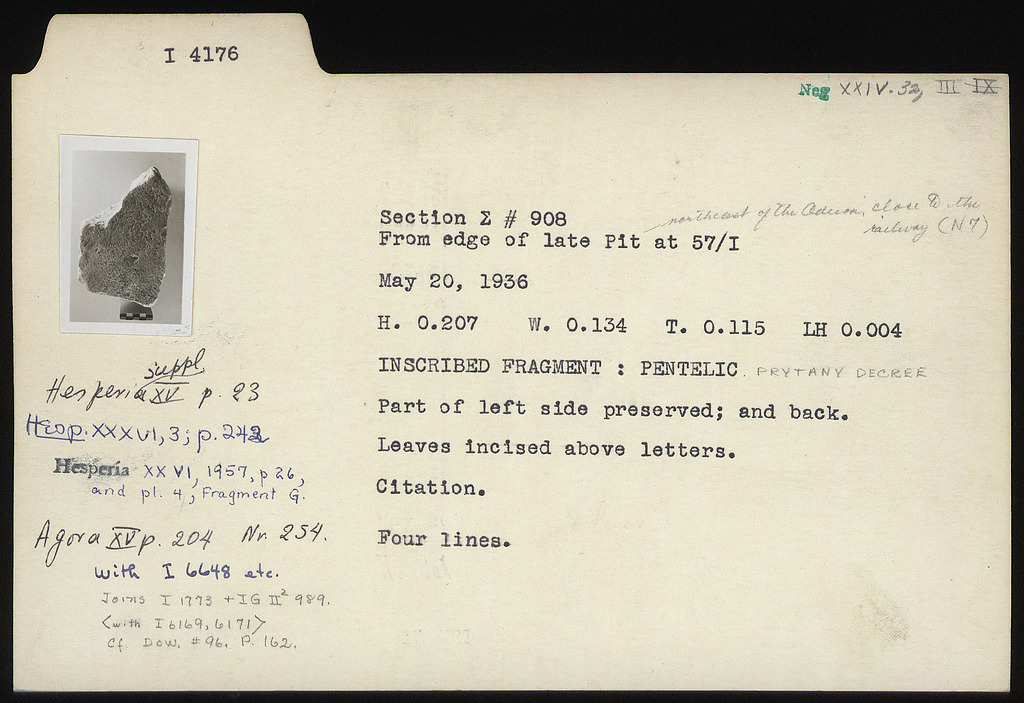 I 4176
Neg XXIV-32, III IX
Section Σ # 908
northeast of the Odeion, close to the
railway (N 7)
From edge of late Pit at 57/I
May 20, 1936
H. 0.207 W. 0.134 T. 0.115 LH 0.004
INSCRIBED FRAGMENT : PENTELIC. PRYTANY DECREE
Part of left side preserved; and back.
Leaves incised above letters.
Citation.
Four lines.
suppl
Hesperia XV p. 23
Hesp. XXXVI, 3; p. 242
Hesperia XXVI, 1957, p 26,
and pl. 4; Fragment G.
Agora XV p. 204 Nr. 254.
with I 6648 etc.
Joins I 1773 + IG II² 989.
<with I 6169, 6171>
cf. Dow. #96. P. 162.